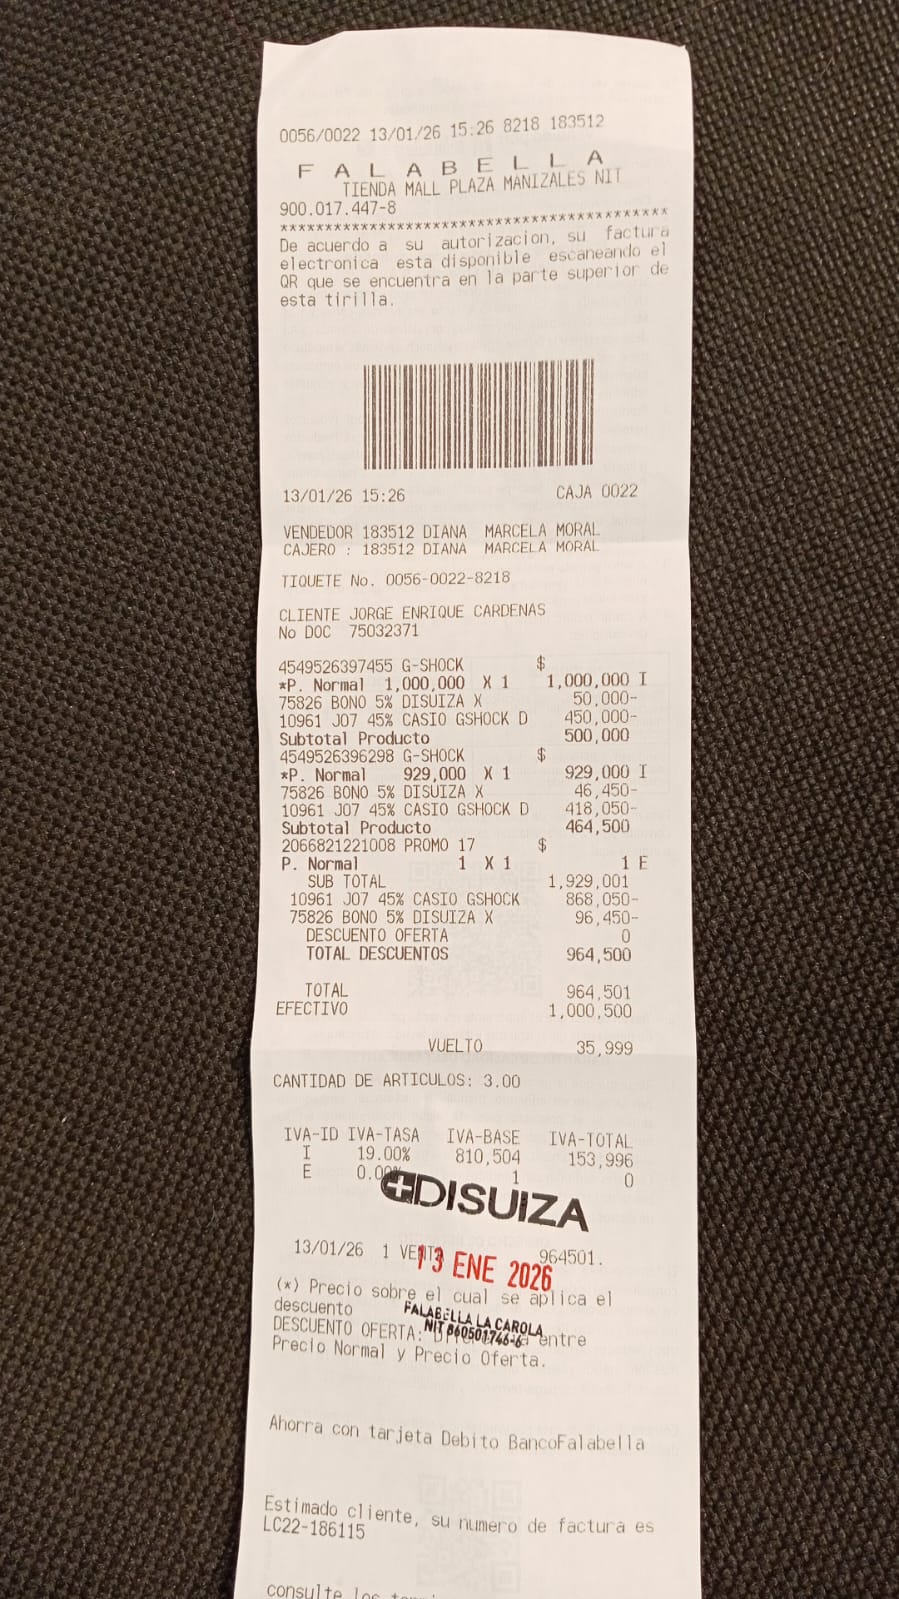 0056/0022 13/01/26 15:26 8218 183512
F A L A B E L L A
TIENDA MALL PLAZA MANIZALES NIT
900.017.447-8
******************************************
De acuerdo a su autorizacion, su factura
electronica esta disponible escaneando el
QR que se encuentra en la parte superior de
esta tirilla.
13/01/26 15:26 CAJA 0022
VENDEDOR 183512 DIANA MARCELA MORAL
CAJERO : 183512 DIANA MARCELA MORAL
TIQUETE No. 0056-0022-8218
CLIENTE JORGE ENRIQUE CARDENAS
No DOC 75032371
4549526397455 G-SHOCK $
*P. Normal 1,000,000 X 1 1,000,000 I
75826 BONO 5% DISUIZA X 50,000-
10961 J07 45% CASIO GSHOCK D 450,000-
Subtotal Producto 500,000
4549526396298 G-SHOCK $
*P. Normal 929,000 X 1 929,000 I
75826 BONO 5% DISUIZA X 46,450-
10961 J07 45% CASIO GSHOCK D 418,050-
Subtotal Producto 464,500
2066821221008 PROMO 17 $
P. Normal 1 X 1 1 E
SUB TOTAL 1,929,001
10961 J07 45% CASIO GSHOCK 868,050-
75826 BONO 5% DISUIZA X 96,450-
DESCUENTO OFERTA 0
TOTAL DESCUENTOS 964,500
TOTAL 964,501
EFECTIVO 1,000,500
VUELTO 35,999
CANTIDAD DE ARTICULOS: 3.00
IVA-ID IVA-TASA IVA-BASE IVA-TOTAL
I 19.00% 810,504 153,996
E 0.00% 1 0
DISUIZA
13/01/26 1 964501.
13 ENE 2026
(*) Precio sobre el cual se aplica el
descuento
FALABELLA LA CAROLA
NIT 860501746-6
DESCUENTO OFERTA: entre
Precio Normal y Precio Oferta.
Ahorra con tarjeta Debito BancoFalabella
Estimado cliente, su numero de factura es
LC22-186115
consulte los